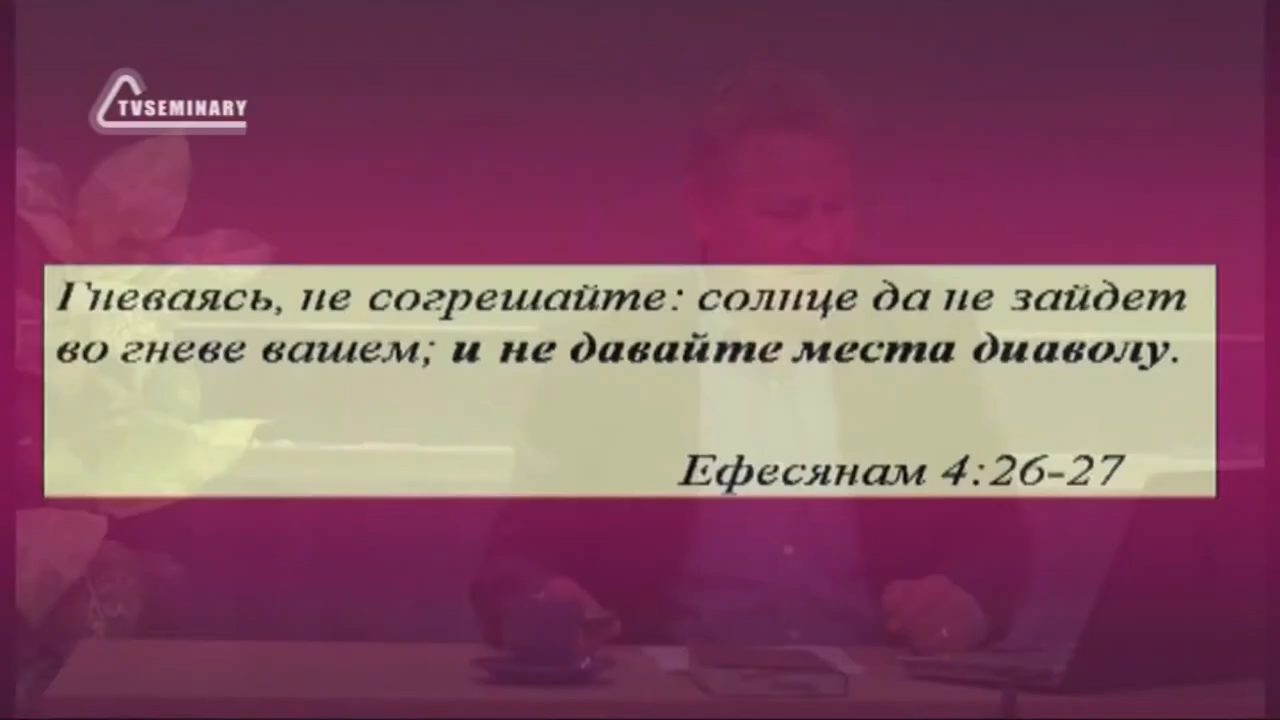 TVSEMINARY
Гневаясь, не согрешайте: солнце да не зайдет
во гневе вашем; и не давайте места диаволу.
Ефесянам 4:26-27